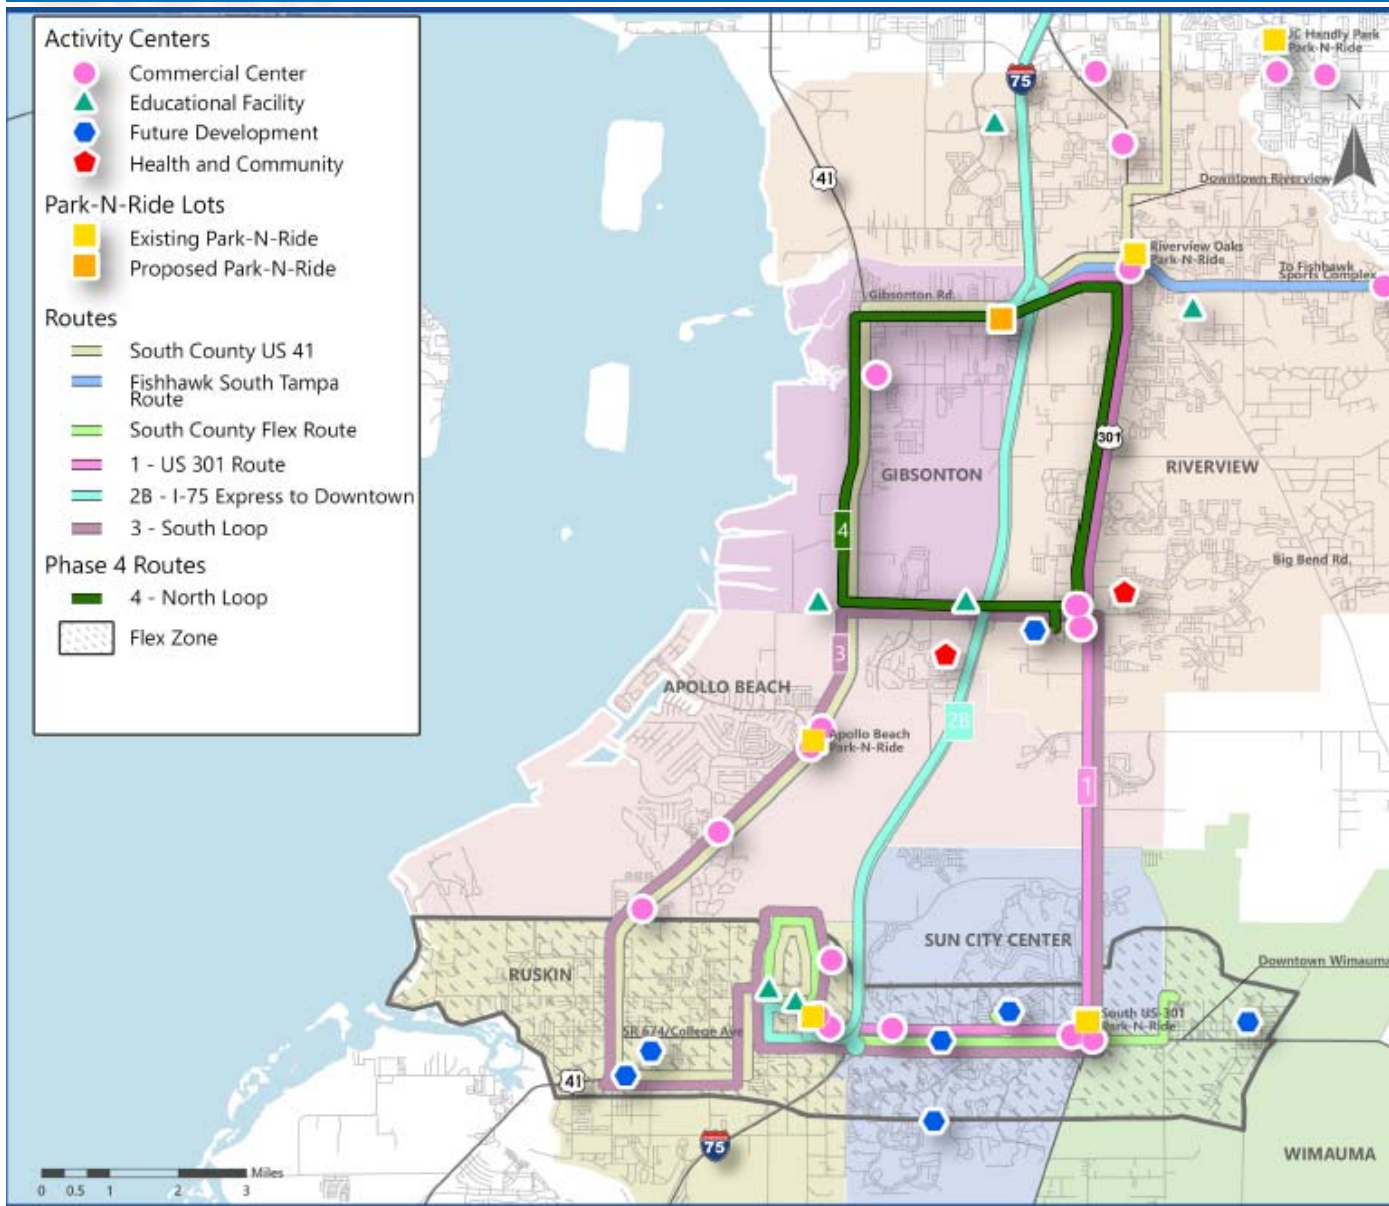 Activity Centers
Commercial Center
Educational Facility
Future Development
Health and Community
Park-N-Ride Lots
Existing Park-N-Ride
Proposed Park-N-Ride
Routes
South County US 41
Fishhawk South Tampa
Route
South County Flex Route
1 - US 301 Route
2B - I-75 Express to Downtown
3 - South Loop
Phase 4 Routes
4 - North Loop
Flex Zone
JC Handly Park
Park-N-Ride
N
75
41
Downtown Riverview
Riverview Oaks
Park-N-Ride
To Fishhawk
Sports Complex
Gibsonton Rd.
301
GIBSONTON
RIVERVIEW
4
Big Bend Rd.
3
APOLLO BEACH
2B
Apollo Beach
Park-N-Ride
1
SUN CITY CENTER
RUSKIN
Downtown Wimauma
South US-301
Park-N-Ride
SR 674/College Ave
41
75
WIMAUMA
Miles
0 0.5 1 2 3